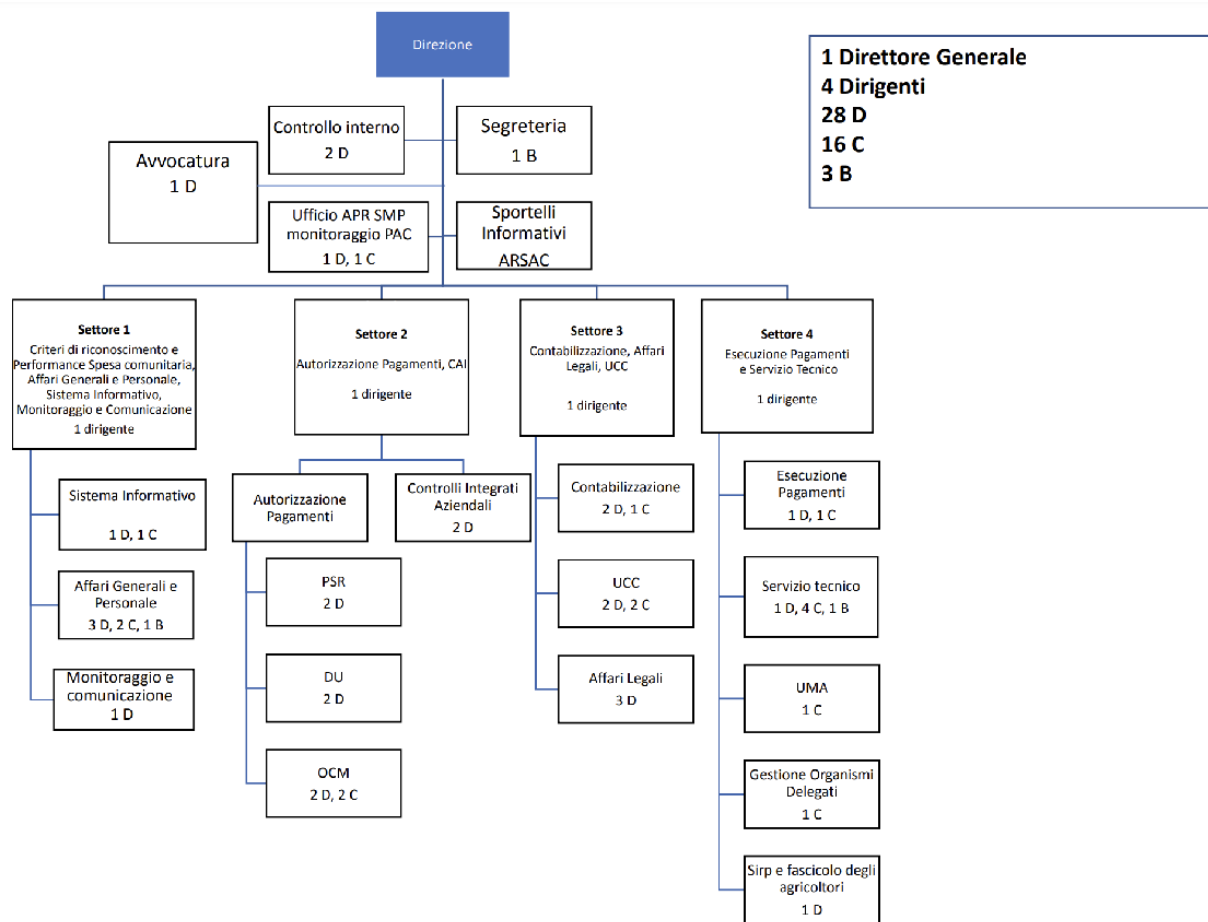 Direzione
1 Direttore Generale
4 Dirigenti
28 D
16 C
3 B
Controllo interno
2 D
Segreteria
1 B
Avvocatura
1 D
Ufficio APR SMP
monitoraggio PAC
1 D, 1 C
Sportelli
Informativi
ARSAC
Settore 1
Criteri di riconoscimento e
Performance Spesa comunitaria,
Affari Generali e Personale,
Sistema Informativo,
Monitoraggio e Comunicazione
1 dirigente
Settore 2
Autorizzazione Pagamenti, CAI
1 dirigente
Settore 3
Contabilizzazione, Affari
Legali, UCC
1 dirigente
Settore 4
Esecuzione Pagamenti
e Servizio Tecnico
1 dirigente
Sistema Informativo
1 D, 1 C
Affari Generali e
Personale
3 D, 2 C, 1 B
Monitoraggio e
comunicazione
1 D
Autorizzazione
Pagamenti
Controlli Integrati
Aziendali
2 D
PSR
2 D
DU
2 D
OCM
2 D, 2 C
Contabilizzazione
2 D, 1 C
UCC
2 D, 2 C
Affari Legali
3 D
Esecuzione
Pagamenti
1 D, 1 C
Servizio tecnico
1 D, 4 C, 1 B
UMA
1 C
Gestione Organismi
Delegati
1 C
Sirp e fascicolo degli
agricoltori
1 D